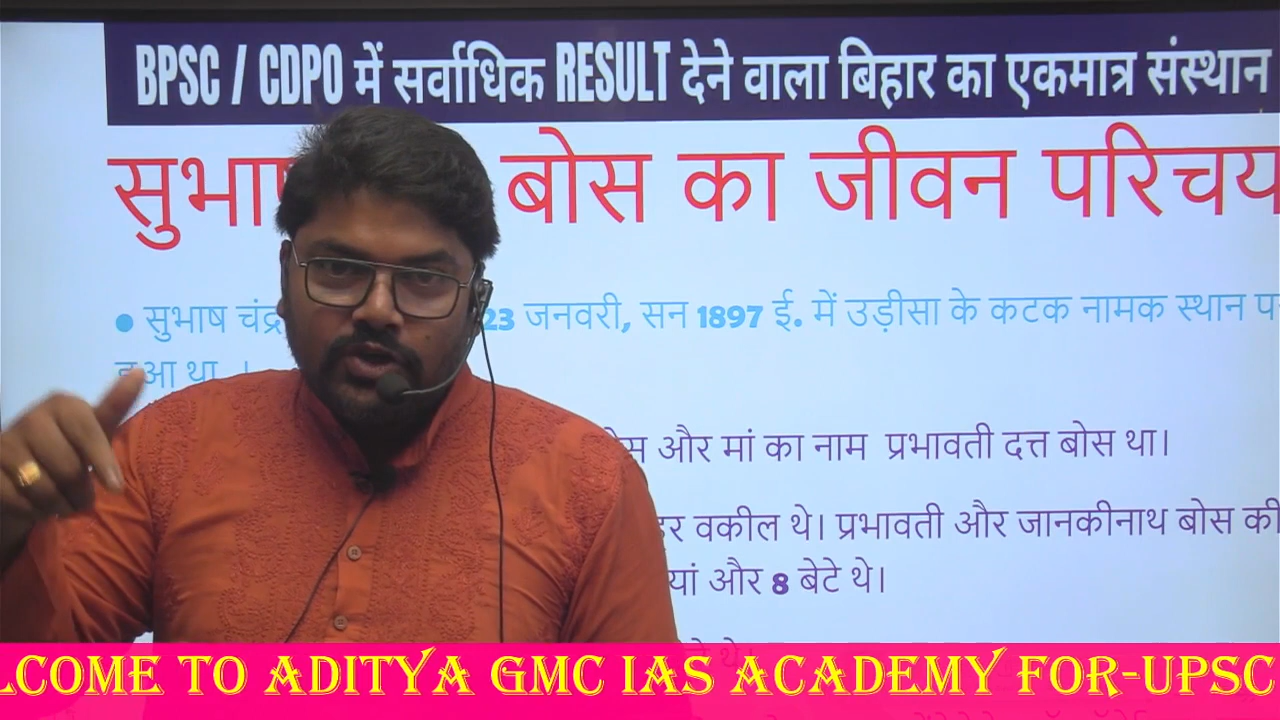 BPSC / CDPO में सर्वाधिक RESULT देने वाला बिहार का एकमात्र संस्थान
बोस का जीवन परिचय
• सुभाष 23 जनवरी, सन 1897 ई. में उड़ीसा के कटक नामक स्थान
हुआ था ।
और मां का नाम प्रभावती दत्त बोस था।
वकील थे। प्रभावती और जानकीनाथ बोस की
और 8 बेटे थे।
COME TO ADITYA GMC IAS ACADEMY FOR-UPSC